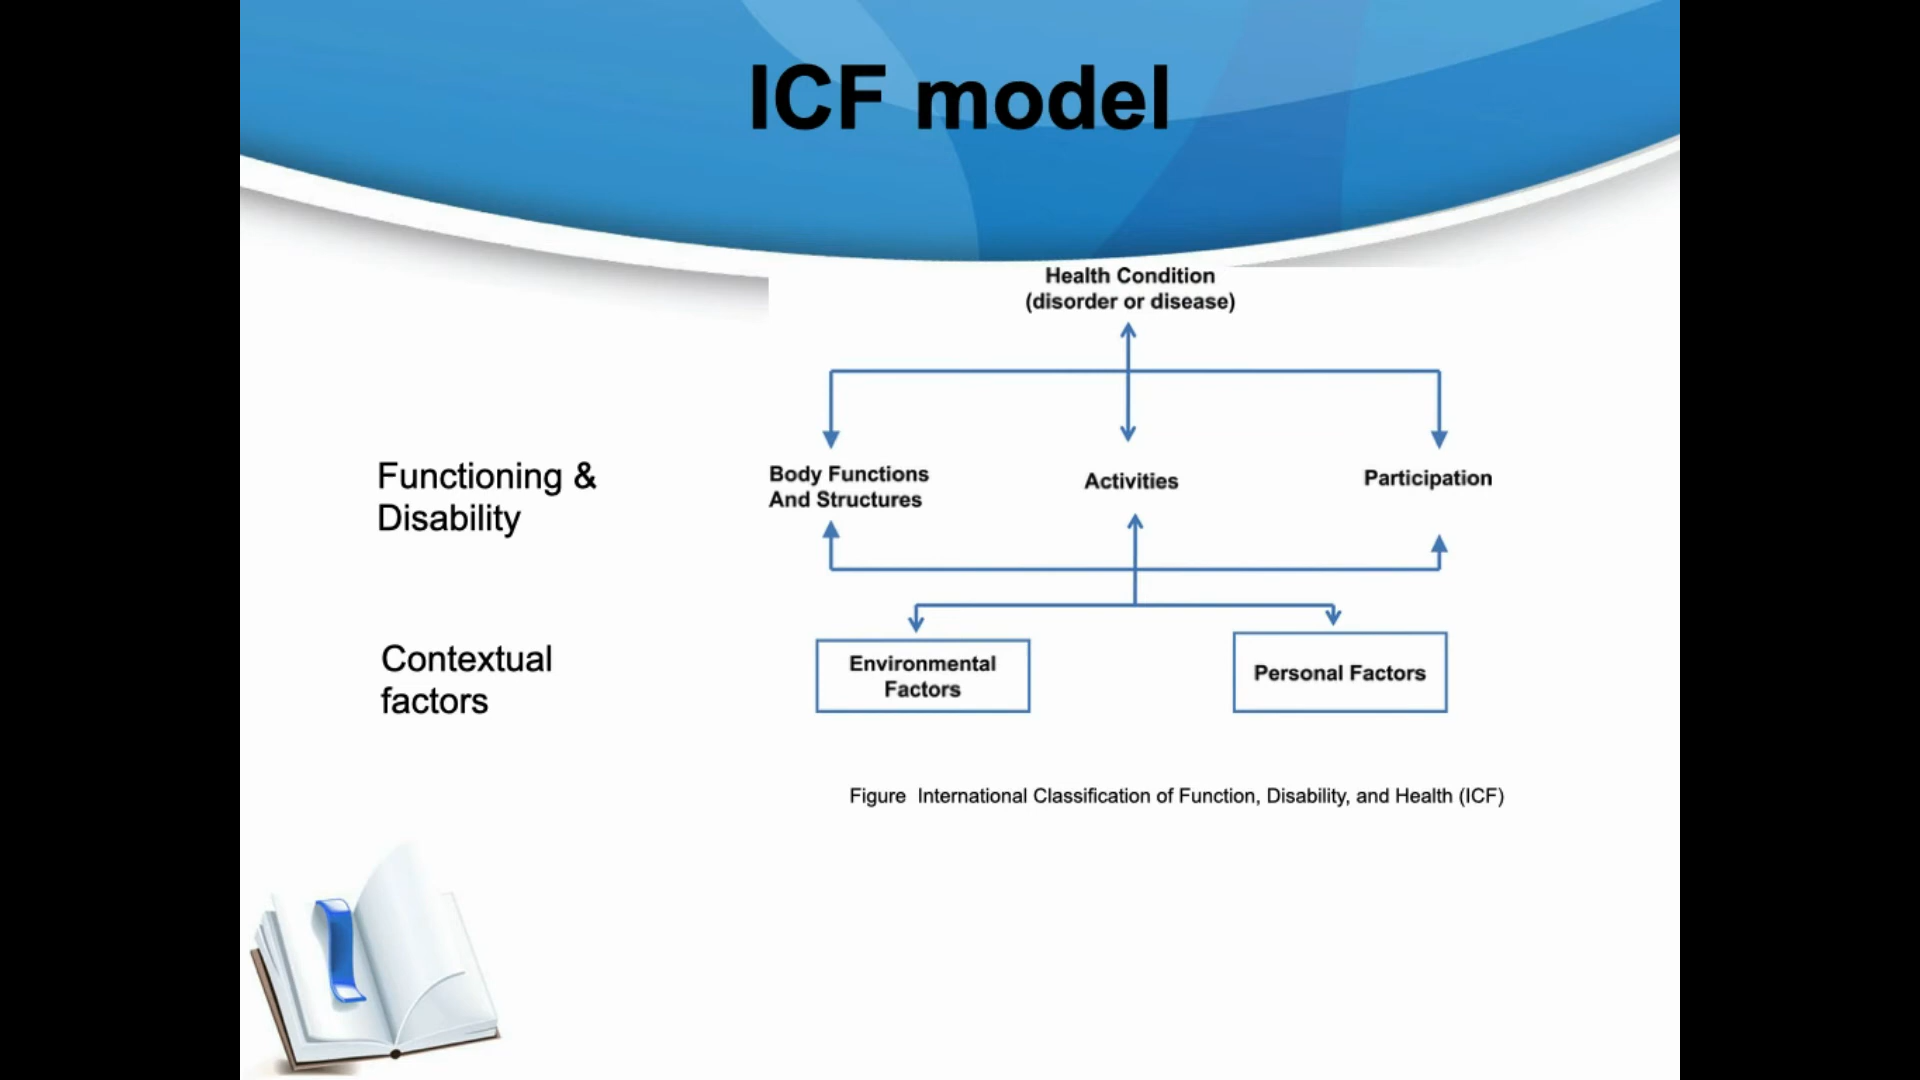 ICF model
Health Condition
(disorder or disease)
Functioning &
Disability
Body Functions
And Structures
Activities
Participation
Contextual
factors
Environmental
Factors
Personal Factors
Figure  International Classification of Function, Disability, and Health (ICF)